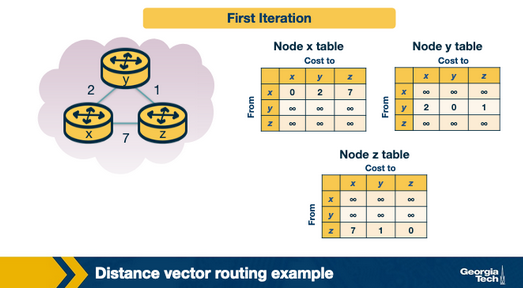 First Iteration
y
2
1
x
7
z
Node x table
Cost to
x y z
From
x 0 2 7
y ∞ ∞ ∞
z ∞ ∞ ∞
Node y table
Cost to
x y z
From
x ∞ ∞ ∞
y 2 0 1
z ∞ ∞ ∞
Node z table
Cost to
x y z
From
x ∞ ∞ ∞
y ∞ ∞ ∞
z 7 1 0
Distance vector routing example
Georgia
Tech